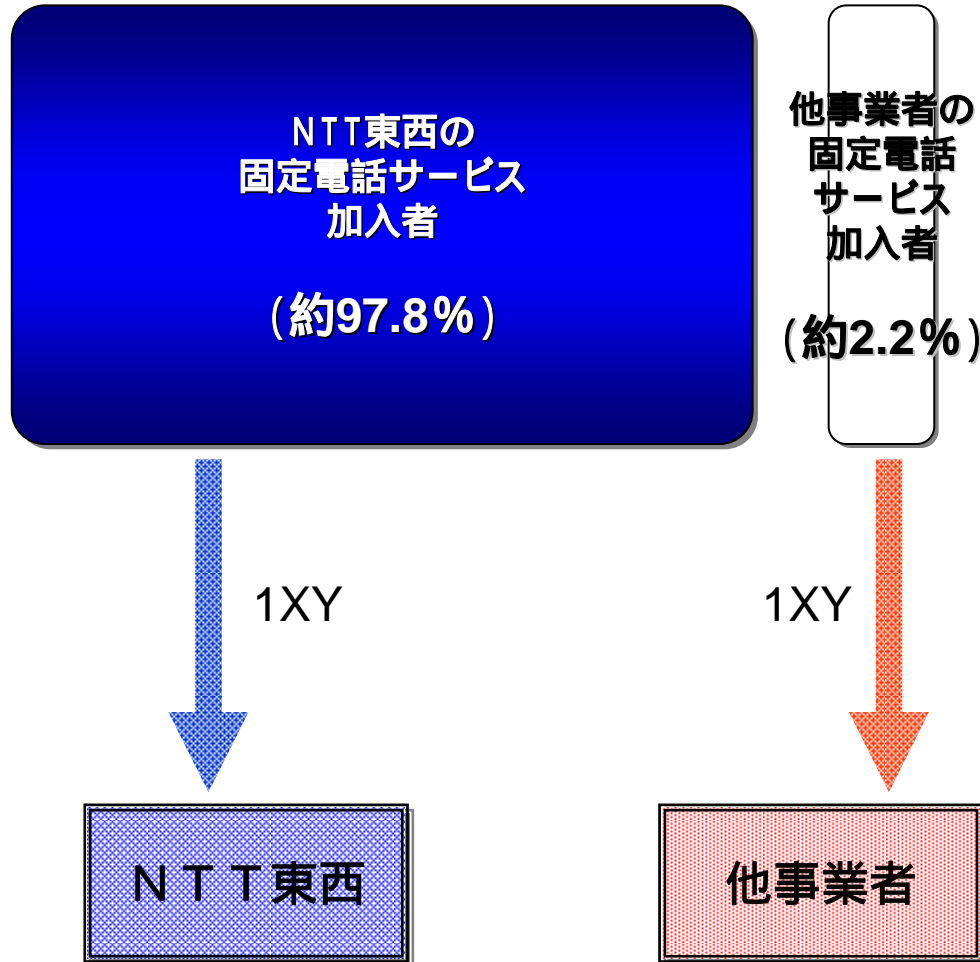 NTT東西の
固定電話サービス
加入者
(約97.8%)
他事業者の
固定電話
サービス
加入者
(約2.2%)
1XY
1XY
NTT東西
他事業者